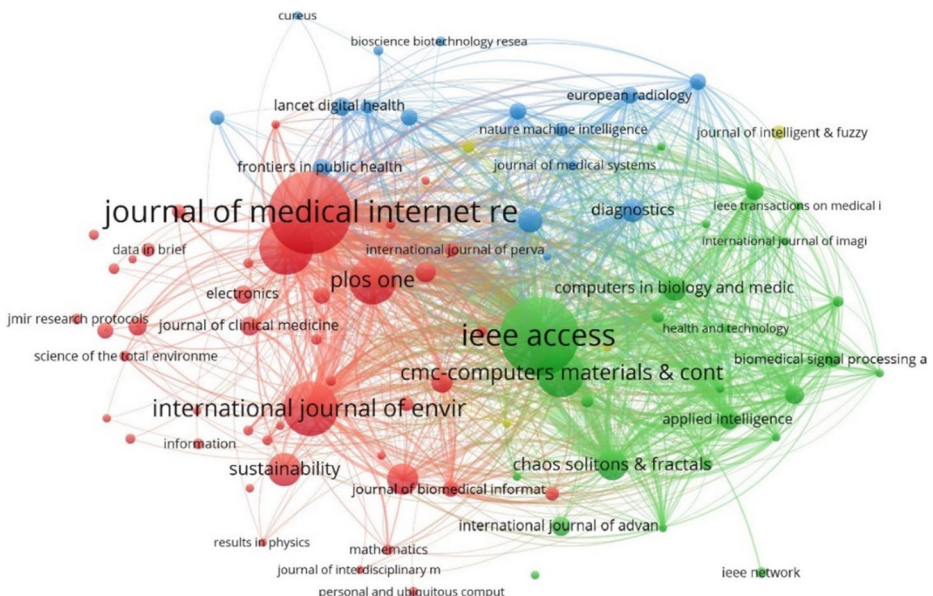 cureus
bioscience biotechnology resea
european radiology
lancet digital health
nature machine intelligence
journal of intelligent & fuzzy
frontiers in public health
journal of medical systems
journal of medical internet re
diagnostics
ieee transactions on medical i
international journal of imagi
data in brief
international journal of perva
plos one
computers in biology and medic
electronics
jmir research protocols
journal of clinical medicine
ieee access
health and technology
science of the total environme
biomedical signal processing a
cmc-computers materials & cont
international journal of envir
applied intelligence
information
sustainability
chaos solitons & fractals
journal of biomedical informat
international journal of advan
results in physics
mathematics
journal of interdisciplinary m
ieee network
personal and ubiquitous comput